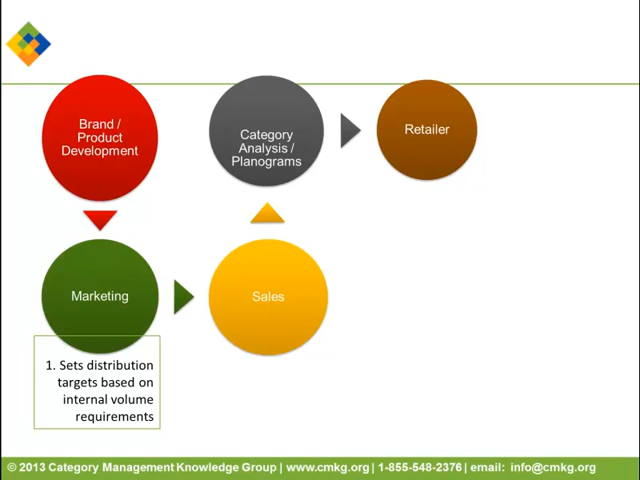 Brand /
Product
Development
Category
Analysis /
Planograms
Retailer
Marketing
Sales
1. Sets distribution
targets based on
internal volume
requirements
© 2013 Category Management Knowledge Group | www.cmkg.org| 1-855-548-2376 | email:  info@cmkg.org